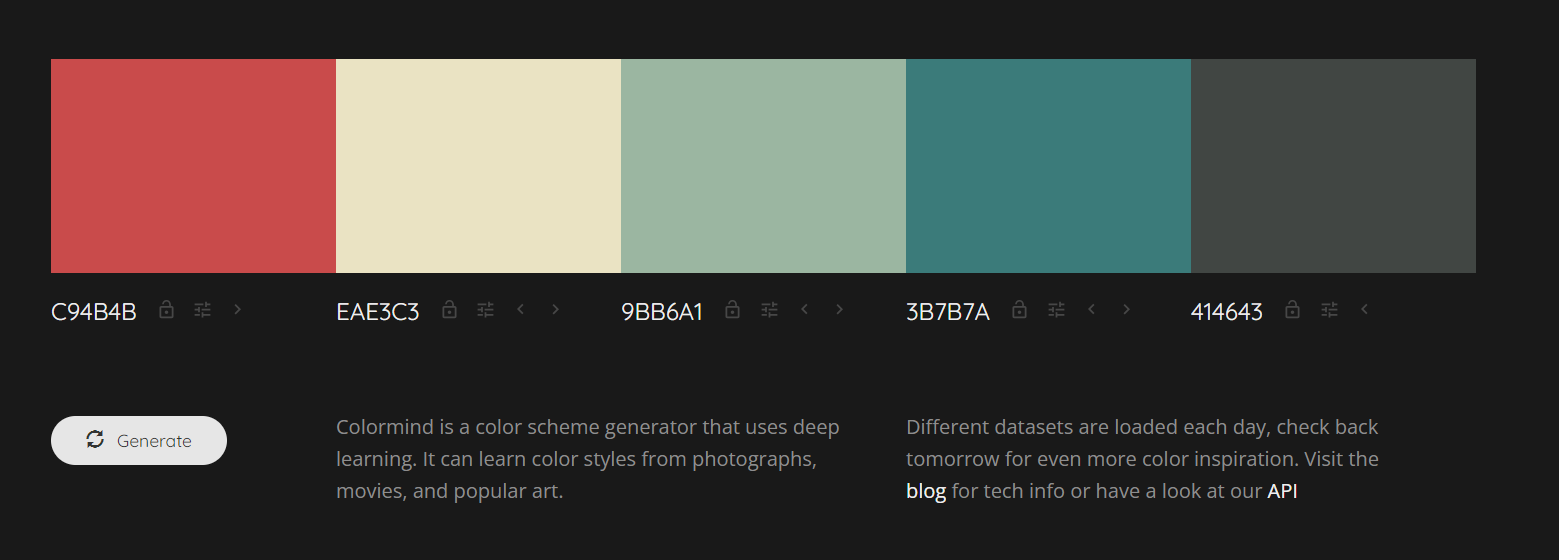 C94B4B
EAE3C3
9BB6A1
3B7B7A
414643
Generate
Colormind is a color scheme generator that uses deep
learning. It can learn color styles from photographs,
movies, and popular art.
Different datasets are loaded each day, check back
tomorrow for even more color inspiration. Visit the
blog for tech info or have a look at our API